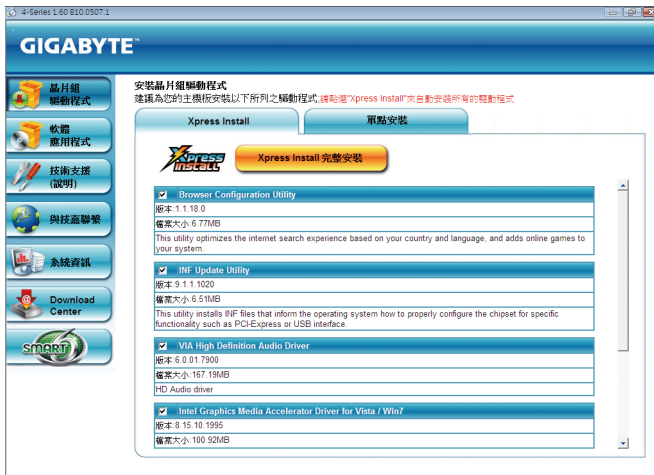 4-Series 1.60 B10.0507.1
GIGABYTE™
晶片組
驅動程式
軟體
應用程式
技術支援
(說明)
與技嘉聯繫
系統資訊
Download
Center
SMART
安裝晶片組驅動程式
建議為您的主機板安裝以下所列之驅動程式;請點選"Xpress Install"來自動安裝所有的驅動程式
Xpress Install
單點安裝
Xpress
INSTALL
Xpress Install 完整安裝
Browser Configuration Utility
版本:1.1.18.0
檔案大小:6.77MB
This utility optimizes the internet search experience based on your country and language, and adds online games to
your system.
INF Update Utility
版本:9.1.1.1020
檔案大小:6.51MB
This utility installs INF files that inform the operating system how to properly configure the chipset for specific
functionality such as PCI-Express or USB interface.
VIA High Definition Audio Driver
版本:6.0.01.7900
檔案大小:167.19MB
HD Audio driver
Intel Graphics Media Accelerator Driver for Vista / Win7
版本:8.15.10.1995
檔案大小:100.92MB